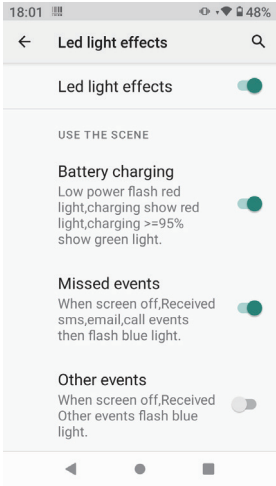 18:01 48%
Led light effects
Led light effects
USE THE SCENE
Battery charging
Low power flash red
light,charging show red
light,charging >=95%
show green light.
Missed events
When screen off,Received
sms,email,call events
then flash blue light.
Other events
When screen off,Received
Other events flash blue
light.